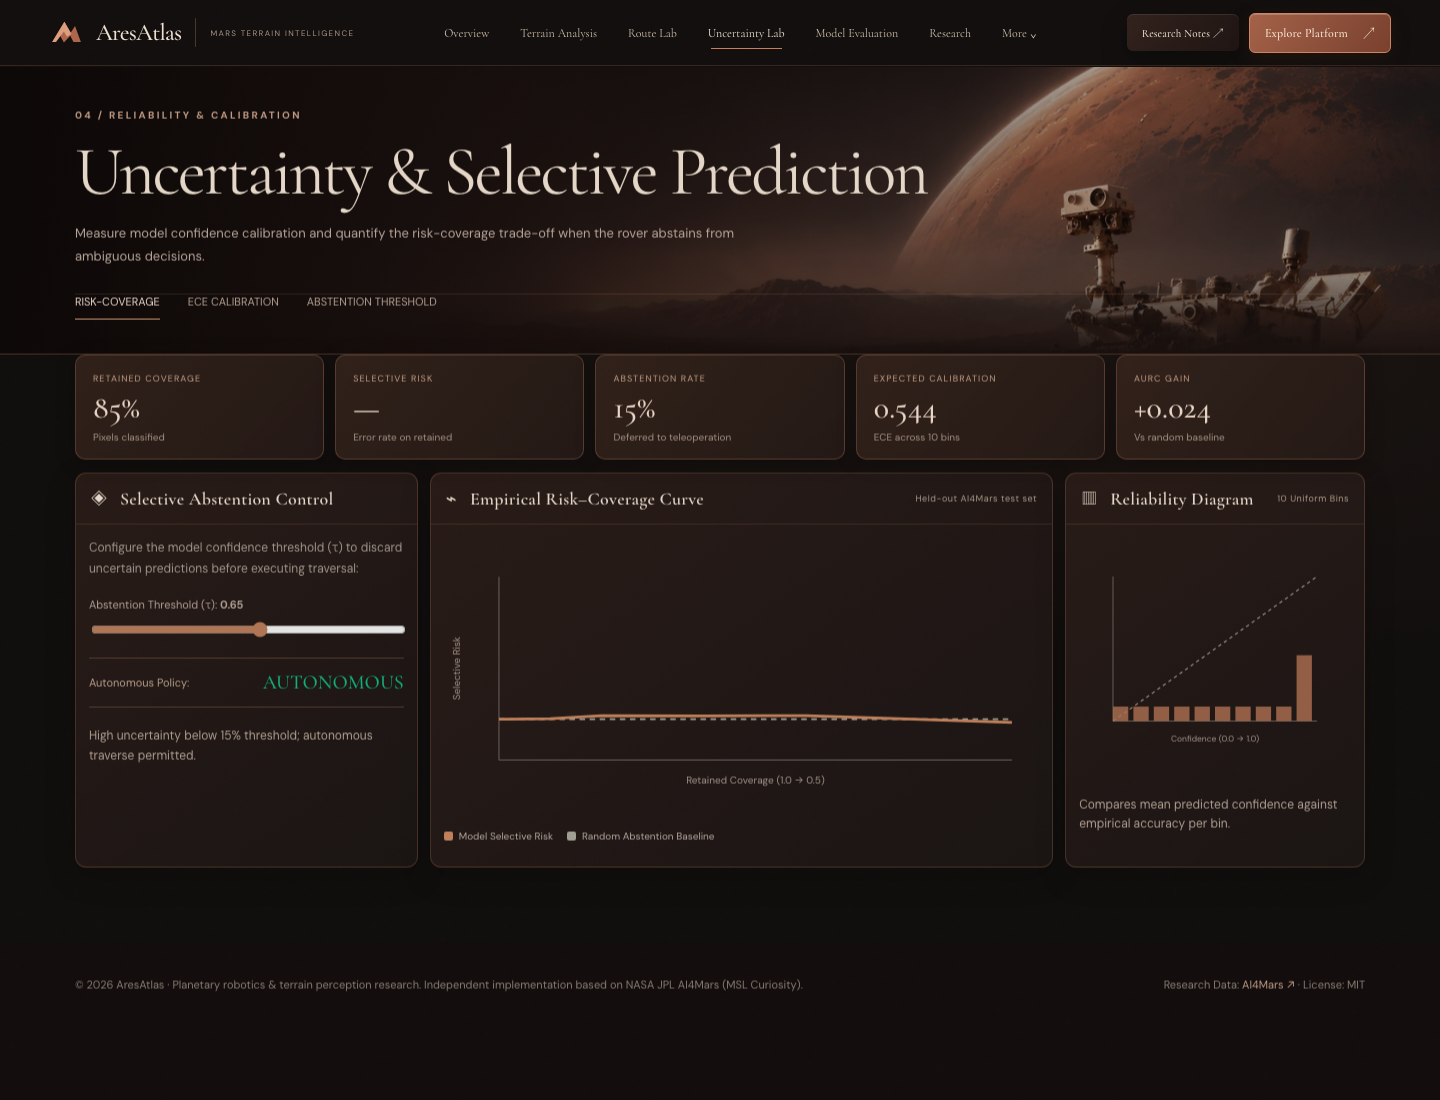 AresAtlas
MARS TERRAIN INTELLIGENCE
Overview
Terrain Analysis
Route Lab
Uncertainty Lab
Model Evaluation
Research
More
Research Notes ↗
Explore Platform ↗
04 / RELIABILITY & CALIBRATION
Uncertainty & Selective Prediction
Measure model confidence calibration and quantify the risk-coverage trade-off when the rover abstains from
ambiguous decisions.
RISK-COVERAGE
ECE CALIBRATION
ABSTENTION THRESHOLD
RETAINED COVERAGE
85%
Pixels classified
SELECTIVE RISK
—
Error rate on retained
ABSTENTION RATE
15%
Deferred to teleoperation
EXPECTED CALIBRATION
0.544
ECE across 10 bins
AURC GAIN
+0.024
Vs random baseline
Selective Abstention Control
Configure the model confidence threshold (τ) to discard
uncertain predictions before executing traversal:
Abstention Threshold (τ): 0.65
Autonomous Policy: AUTONOMOUS
High uncertainty below 15% threshold; autonomous
traverse permitted.
Empirical Risk–Coverage Curve
Held-out AI4Mars test set
Selective Risk
Retained Coverage (1.0 → 0.5)
Model Selective Risk
Random Abstention Baseline
Reliability Diagram
10 Uniform Bins
Confidence (0.0 → 1.0)
Compares mean predicted confidence against
empirical accuracy per bin.
© 2026 AresAtlas · Planetary robotics & terrain perception research. Independent implementation based on NASA JPL AI4Mars (MSL Curiosity).
Research Data: AI4Mars ↗ · License: MIT